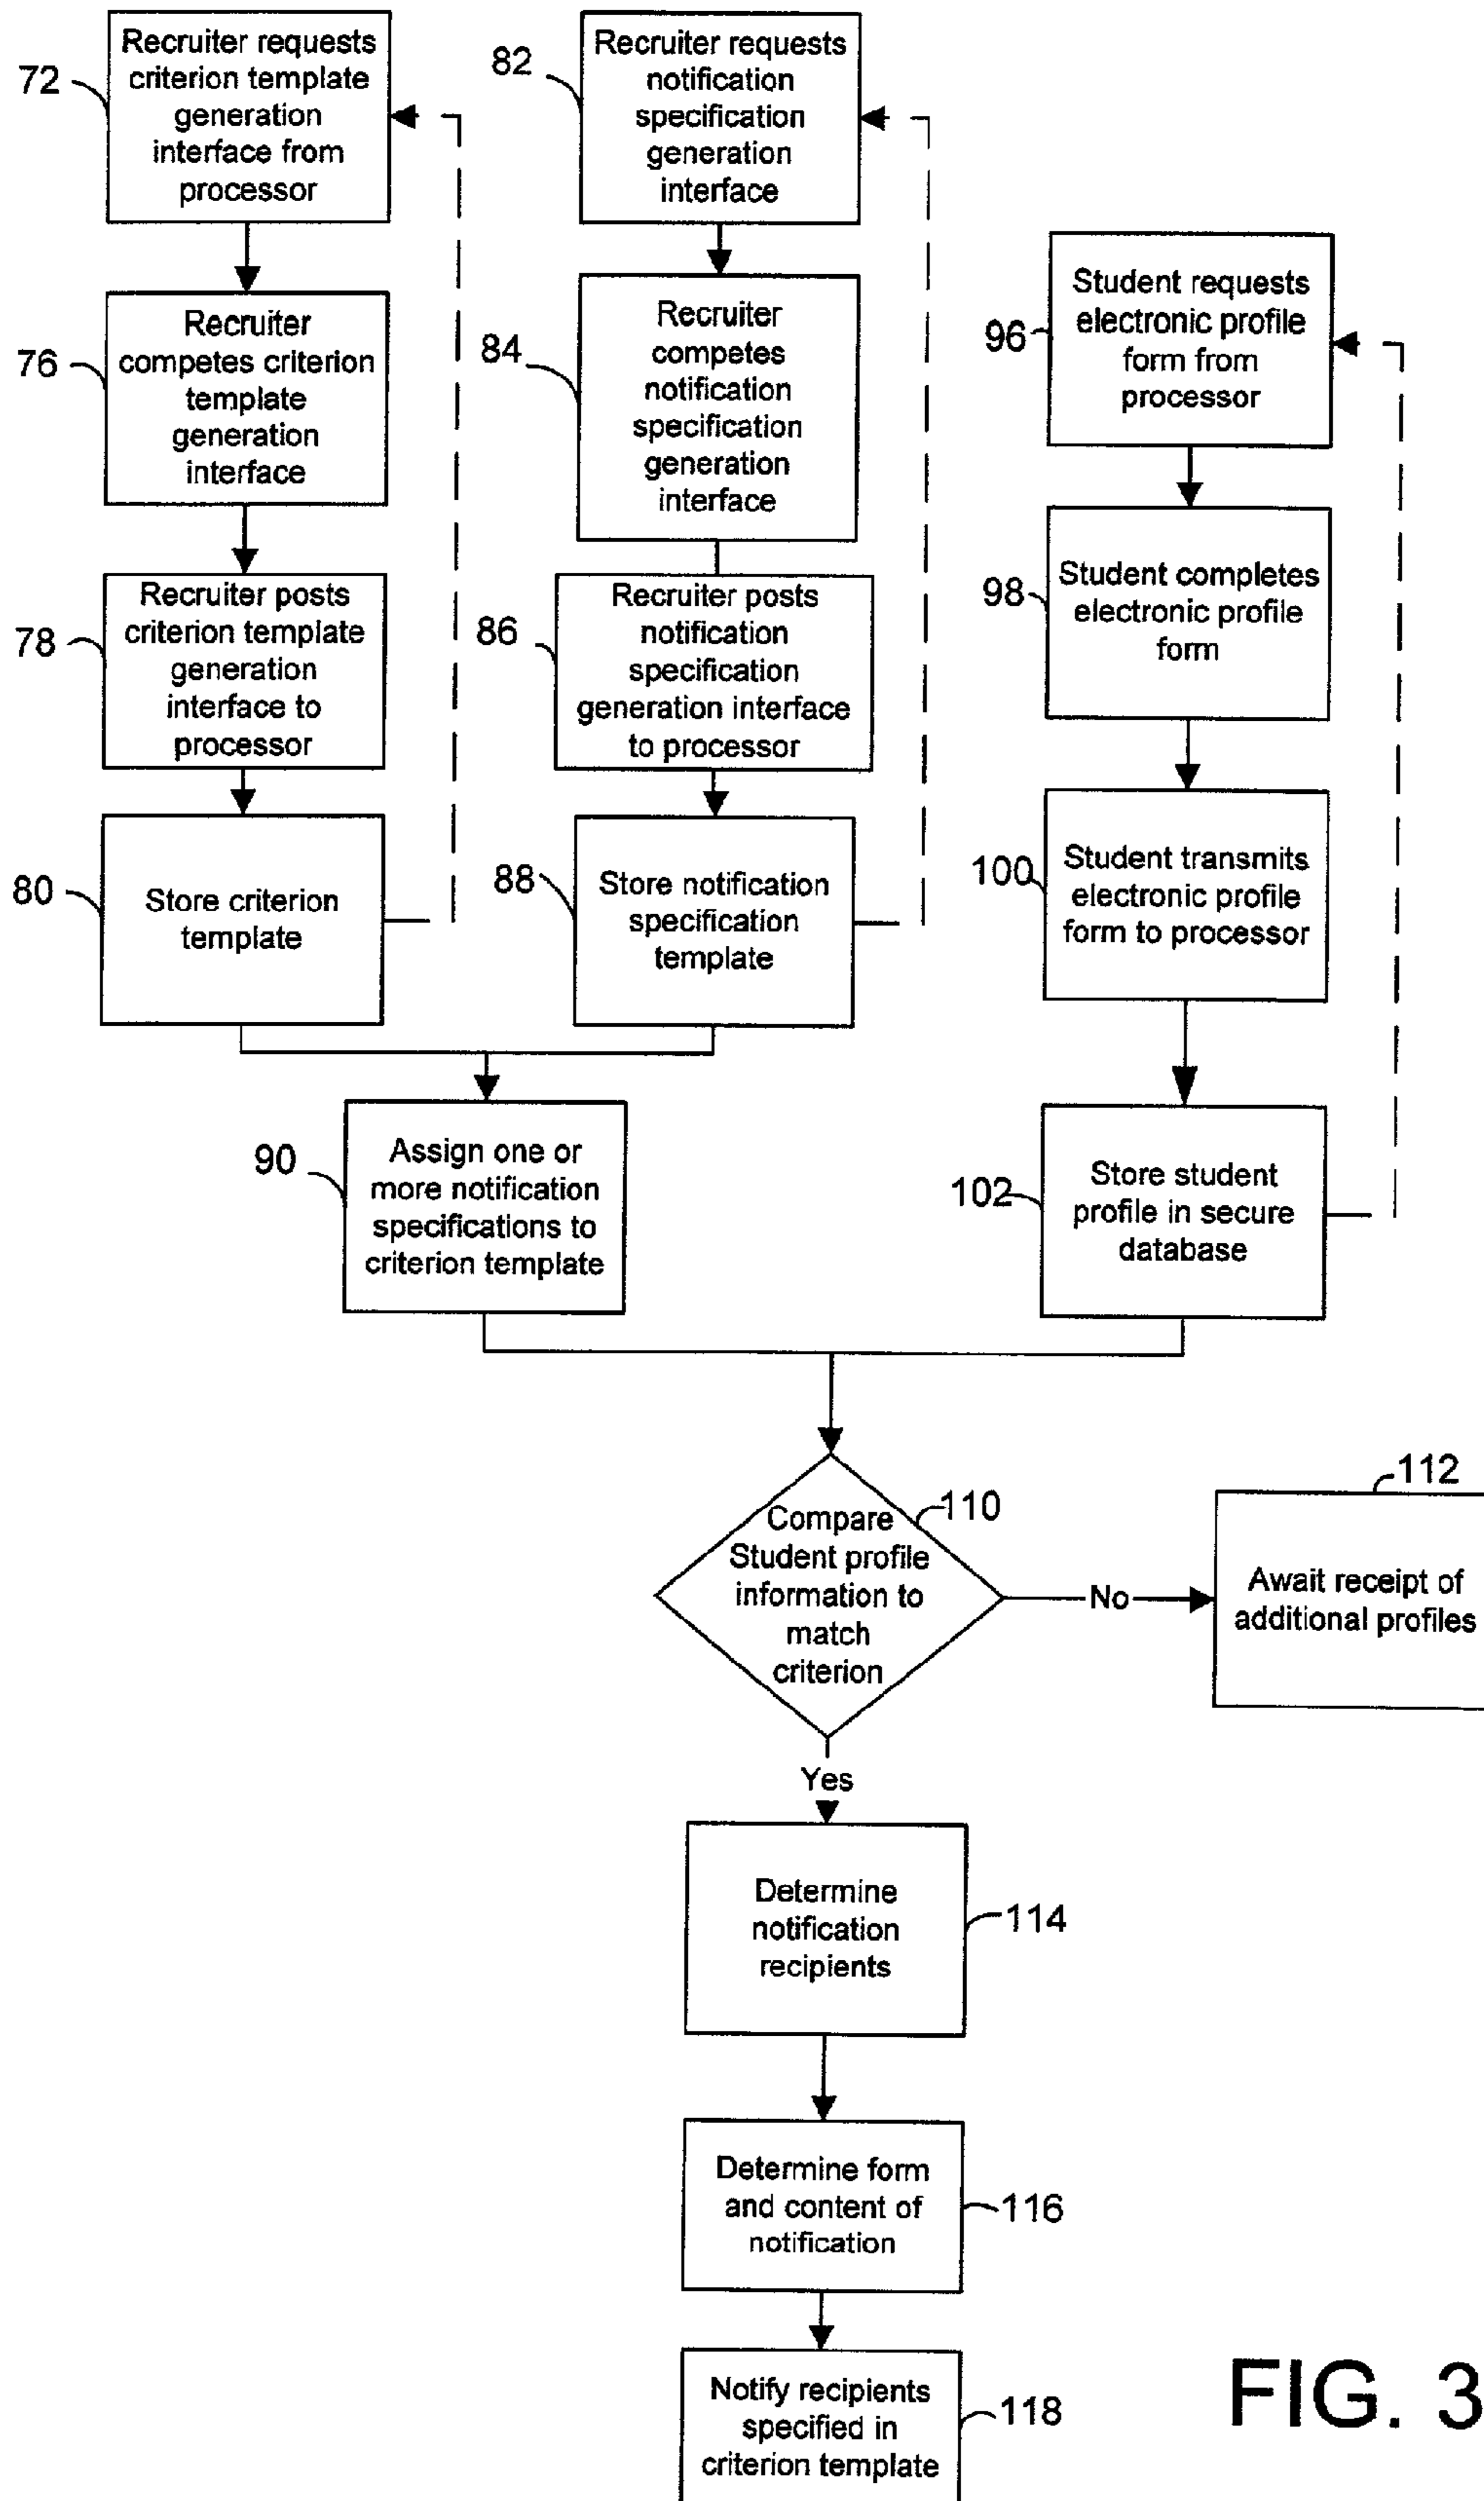 72
Recruiter requests
criterion template
generation
interface from
processor
76
Recruiter
competes criterion
template
generation
interface
78
Recruiter posts
criterion template
generation
interface to
processor
80
Store criterion
template
82
Recruiter requests
notification
specification
generation
interface
84
Recruiter
competes
notification
specification
generation
interface
86
Recruiter posts
notification
specification
generation interface
to processor
88
Store notification
specification
template
90
Assign one or
more notification
specifications to
criterion template
96
Student requests
electronic profile
form from
processor
98
Student completes
electronic profile
form
100
Student transmits
electronic profile
form to processor
102
Store student
profile in secure
database
110
Compare
Student profile
information to
match
criterion
No
112
Await receipt of
additional profiles
Yes
Determine
notification
recipients
114
Determine form
and content of
notification
116
Notify recipients
specified in
criterion template
118
FIG. 3